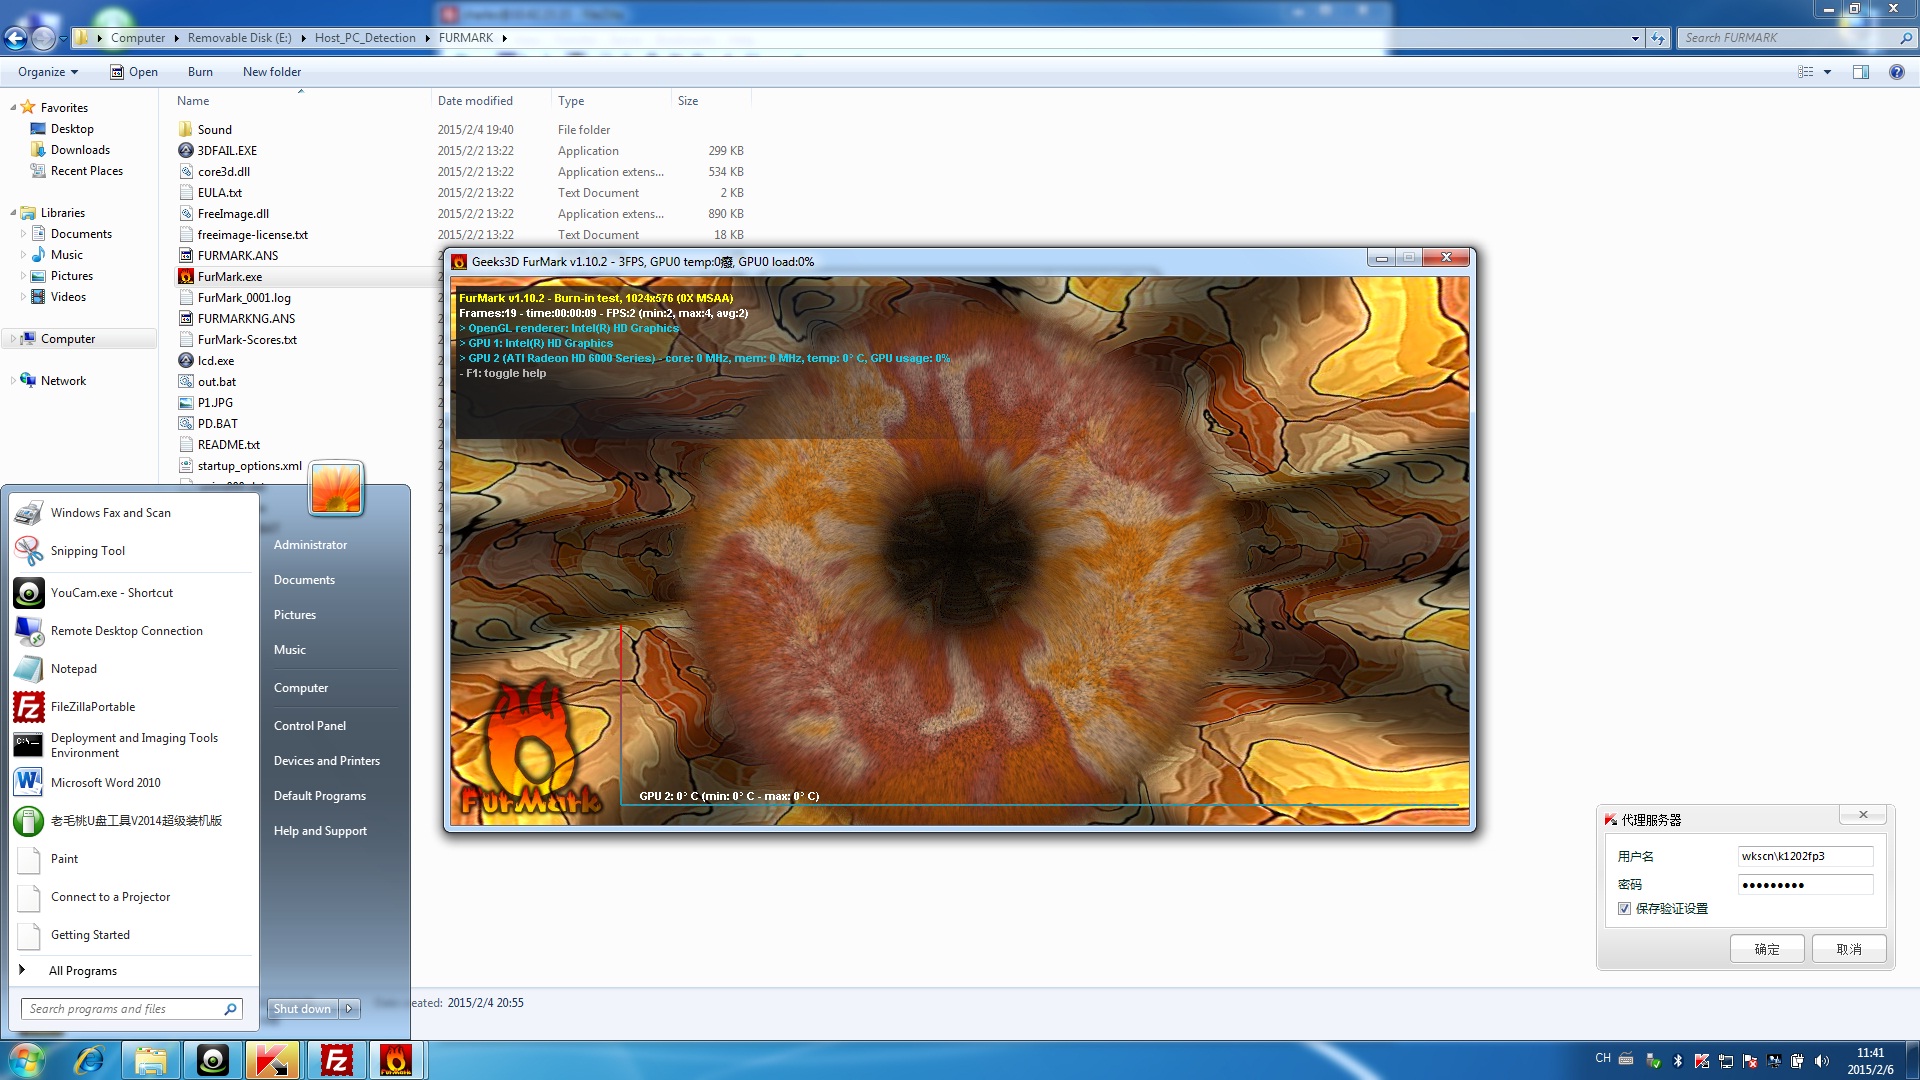 Computer
Removable Disk (E:)
Host_PC_Detection
FURMARK
Search FURMARK
Organize
Open
Burn
New folder
Favorites
Desktop
Downloads
Recent Places
Libraries
Documents
Music
Pictures
Videos
Computer
Network
Name Date modified Type Size
Sound 2015/2/4 19:40 File folder
3DFAIL.EXE 2015/2/2 13:22 Application 299 KB
core3d.dll 2015/2/2 13:22 Application extens... 534 KB
EULA.txt 2015/2/2 13:22 Text Document 2 KB
FreeImage.dll 2015/2/2 13:22 Application extens... 890 KB
freeimage-license.txt 2015/2/2 13:22 Text Document 18 KB
FURMARK.ANS
FurMark.exe
FurMark_0001.log
FURMARKNG.ANS
FurMark-Scores.txt
lcd.exe
out.bat
P1.JPG
PD.BAT
README.txt
startup_options.xml
Geeks3D FurMark v1.10.2 - 3FPS, GPU0 temp:0癈, GPU0 load:0%
FurMark v1.10.2 - Burn-in test, 1024x576 (0X MSAA)
Frames:19 - time:00:00:09 - FPS:2 (min:2, max:4, avg:2)
> OpenGL renderer: Intel(R) HD Graphics
> GPU 1: Intel(R) HD Graphics
> GPU 2 (ATI Radeon HD 6000 Series) - core: 0 MHz, mem: 0 MHz, temp: 0° C, GPU usage: 0%
- F1: toggle help
FurMark
GPU 2: 0° C (min: 0° C - max: 0° C)
Windows Fax and Scan
Snipping Tool
YouCam.exe - Shortcut
Remote Desktop Connection
Notepad
FileZillaPortable
Deployment and Imaging Tools
Environment
Microsoft Word 2010
老毛桃U盘工具V2014超级装机版
Paint
Connect to a Projector
Getting Started
All Programs
Search programs and files
Administrator
Documents
Pictures
Music
Computer
Control Panel
Devices and Printers
Default Programs
Help and Support
Shut down
eated: 2015/2/4 20:55
代理服务器
用户名 wkscn\k1202fp3
密码 •••••••••
保存验证设置
确定
取消
CH
11:41
2015/2/6